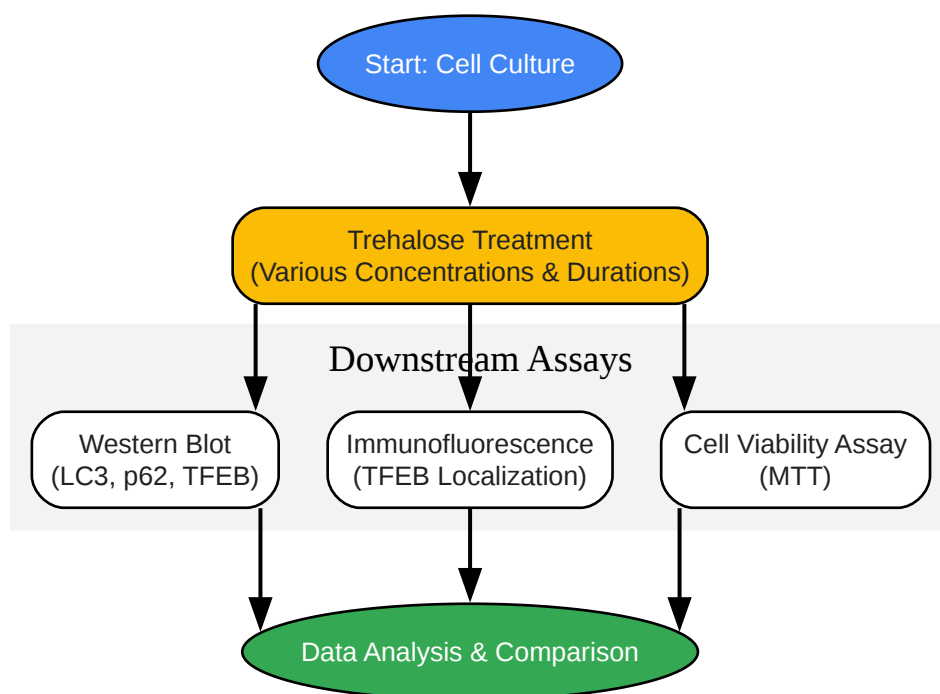 Start: Cell Culture
Trehalose Treatment
(Various Concentrations & Durations)
Downstream Assays
Western Blot
(LC3, p62, TFEB)
Immunofluorescence
(TFEB Localization)
Cell Viability Assay
(MTT)
Data Analysis & Comparison